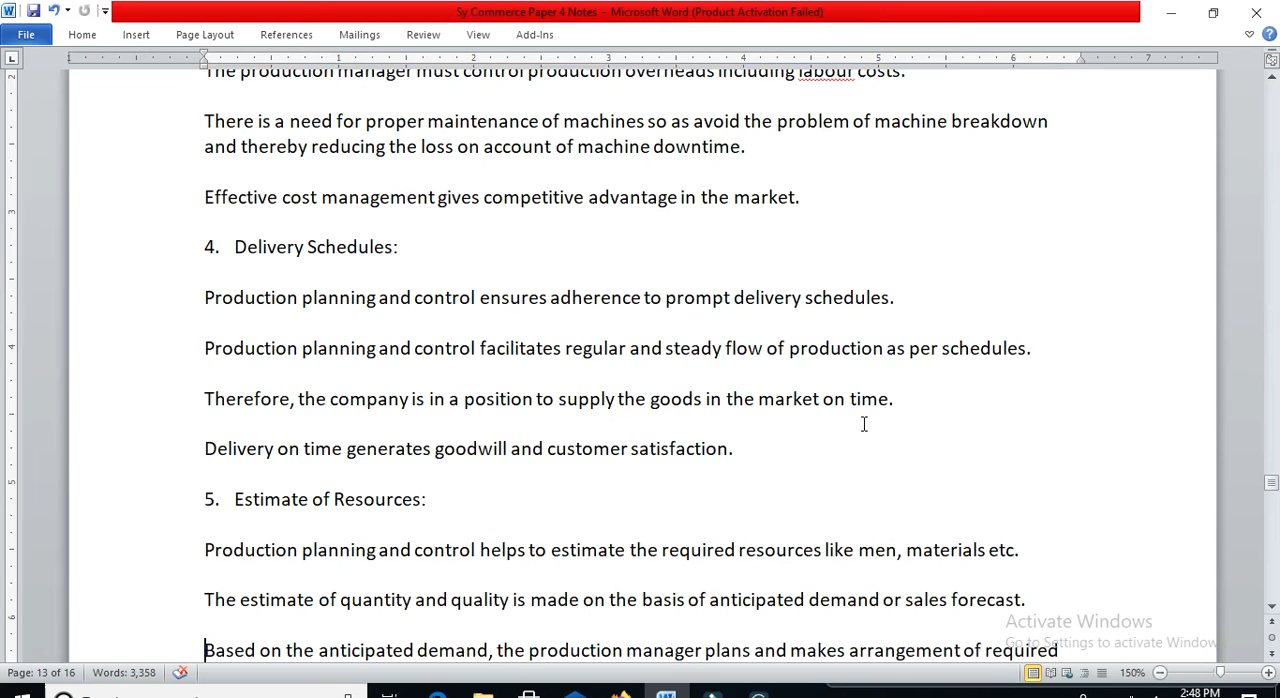 Sy Commerce Paper 4 Notes - Microsoft Word (Product Activation Failed)
File Home Insert Page Layout References Mailings Review View Add-Ins
The production manager must control production overheads including labour costs.
There is a need for proper maintenance of machines so as avoid the problem of machine breakdown
and thereby reducing the loss on account of machine downtime.
Effective cost management gives competitive advantage in the market.
4. Delivery Schedules:
Production planning and control ensures adherence to prompt delivery schedules.
Production planning and control facilitates regular and steady flow of production as per schedules.
Therefore, the company is in a position to supply the goods in the market on time.
Delivery on time generates goodwill and customer satisfaction.
5. Estimate of Resources:
Production planning and control helps to estimate the required resources like men, materials etc.
The estimate of quantity and quality is made on the basis of anticipated demand or sales forecast.
Activate Windows
Go to Settings to activate Window
Based on the anticipated demand, the production manager plans and makes arrangement of required
Page: 13 of 16 Words: 3,358 150%
2:48 PM